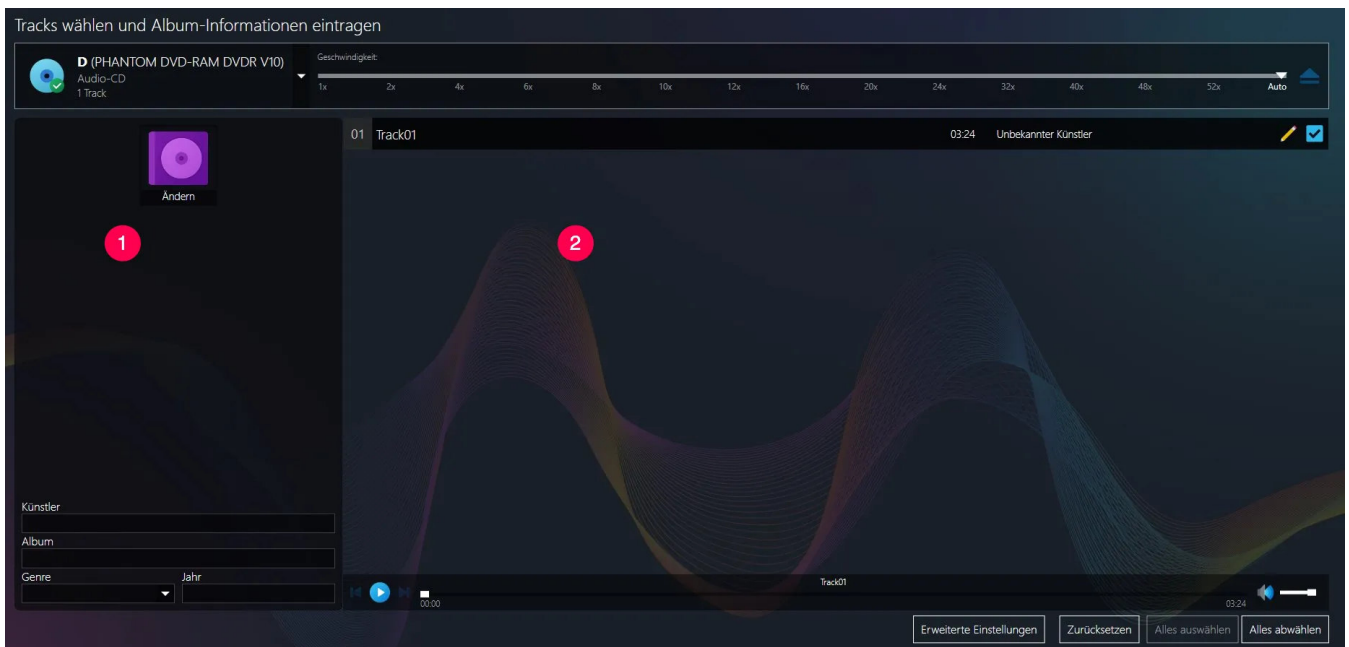 Tracks wählen und Album-Informationen eintragen
D (PHANTOM DVD-RAM DVDR V10)
Audio-CD
1 Track
Geschwindigkeit:
1x 2x 4x 6x 8x 10x 12x 16x 20x 24x 32x 40x 48x 52x Auto
Ändern
1
01 Track01 03:24 Unbekannter Künstler
2
Künstler
Album
Genre Jahr
Track01
00:00 03:24
Erweiterte Einstellungen Zurücksetzen Alles auswählen Alles abwählen